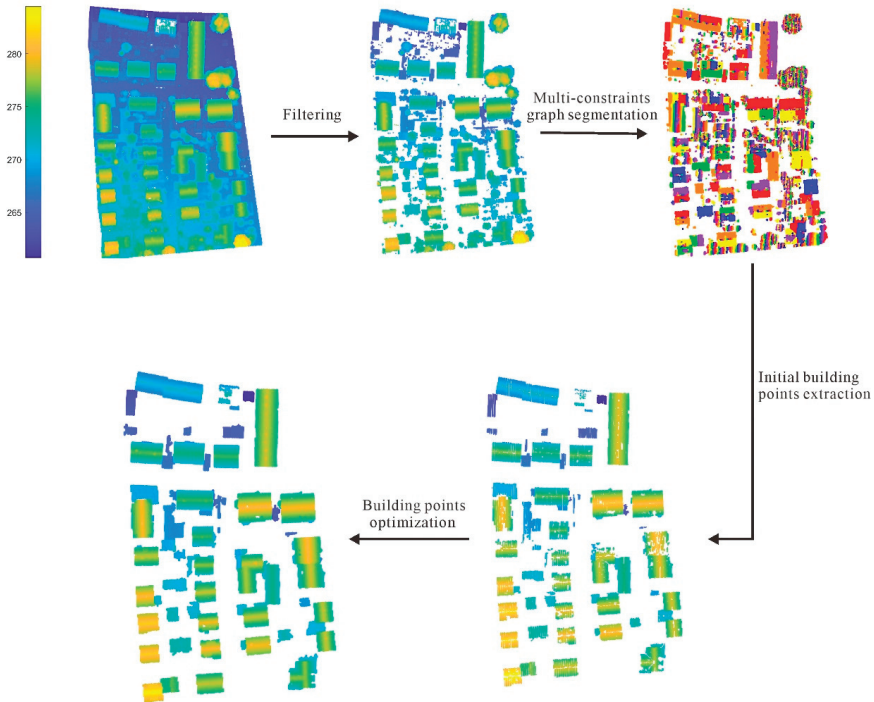 280
275
270
265
Filtering
Multi-constraints
graph segmentation
Initial building
points extraction
Building points
optimization